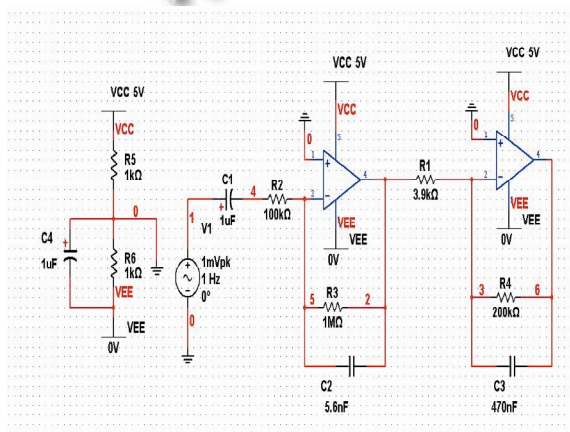 VCC 5V
VCC
R5
1kΩ
0
C4
+
1uF
R6
1kΩ
VEE
VEE
0V
C1
+
1uF
4
R2
100kΩ
1
V1
1mVpk
1 Hz
0°
0
VCC 5V
VCC
0
5
1
+
2
-
4
VEE
VEE
0V
5
R3
2
1MΩ
C2
5.6nF
R1
3.9kΩ
VCC 5V
VCC
0
5
1
+
2
-
4
VEE
VEE
0V
3
R4
6
200kΩ
C3
470nF